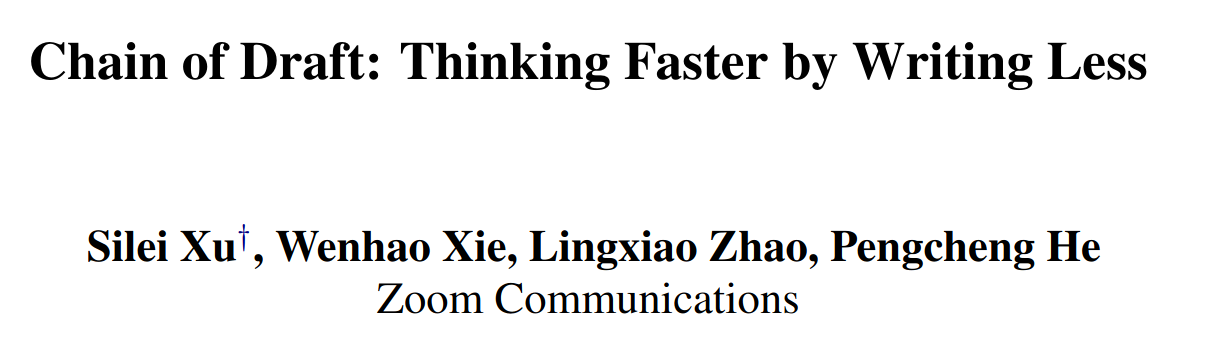 Chain of Draft: Thinking Faster by Writing Less
Silei Xu†, Wenhao Xie, Lingxiao Zhao, Pengcheng He
Zoom Communications